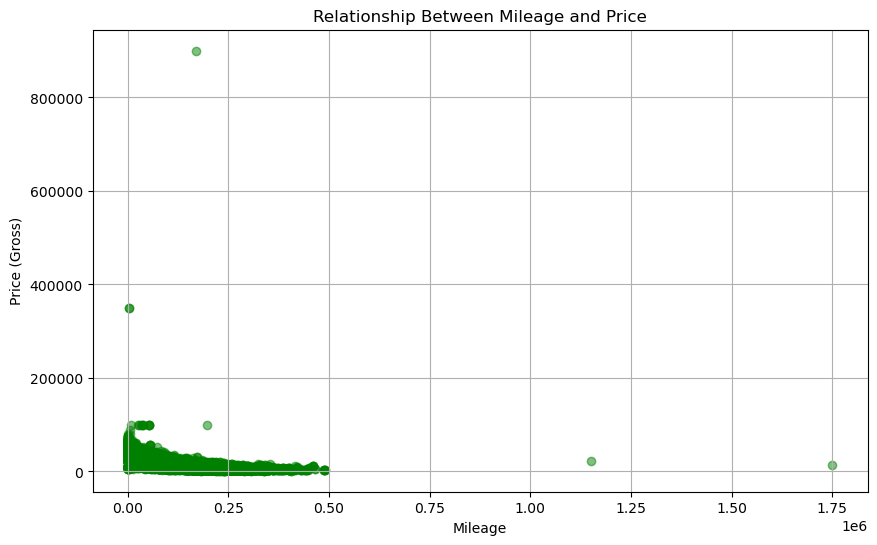 Relationship Between Mileage and Price
Price (Gross)
800000
600000
400000
200000
0
0.00 0.25 0.50 0.75 1.00 1.25 1.50 1.75
1e6
Mileage